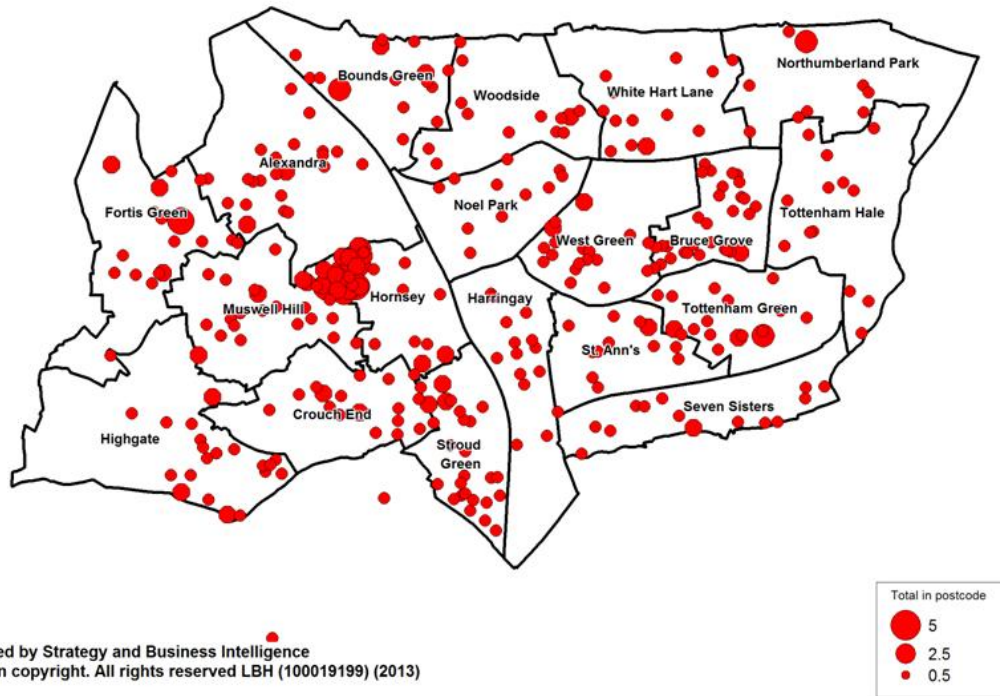 Bounds Green
Northumberland Park
Woodside
White Hart Lane
Alexandra
Noel Park
Fortis Green
Tottenham Hale
West Green
Bruce Grove
Hornsey
Harringay
Muswell Hill
Tottenham Green
St. Ann's
Crouch End
Seven Sisters
Highgate
Stroud
Green
Total in postcode
5
2.5
0.5
ed by Strategy and Business Intelligence
n copyright. All rights reserved LBH (100019199) (2013)